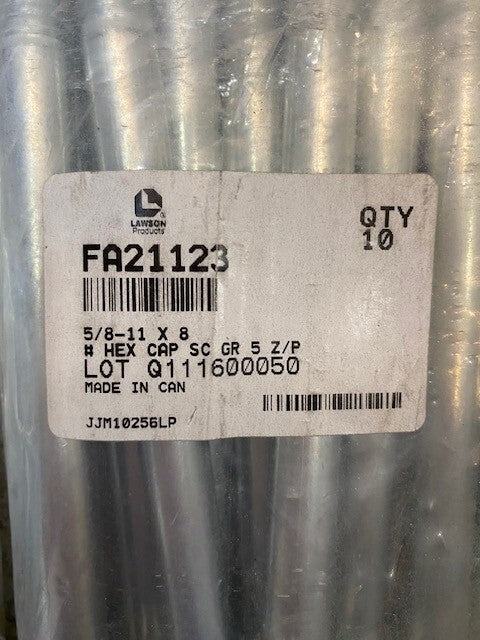 LAWSON
Products
®
QTY
10
FA21123
5/8-11 X 8
# HEX CAP SC GR 5 Z/P
LOT Q111600050
MADE IN CAN
JJM10256LP